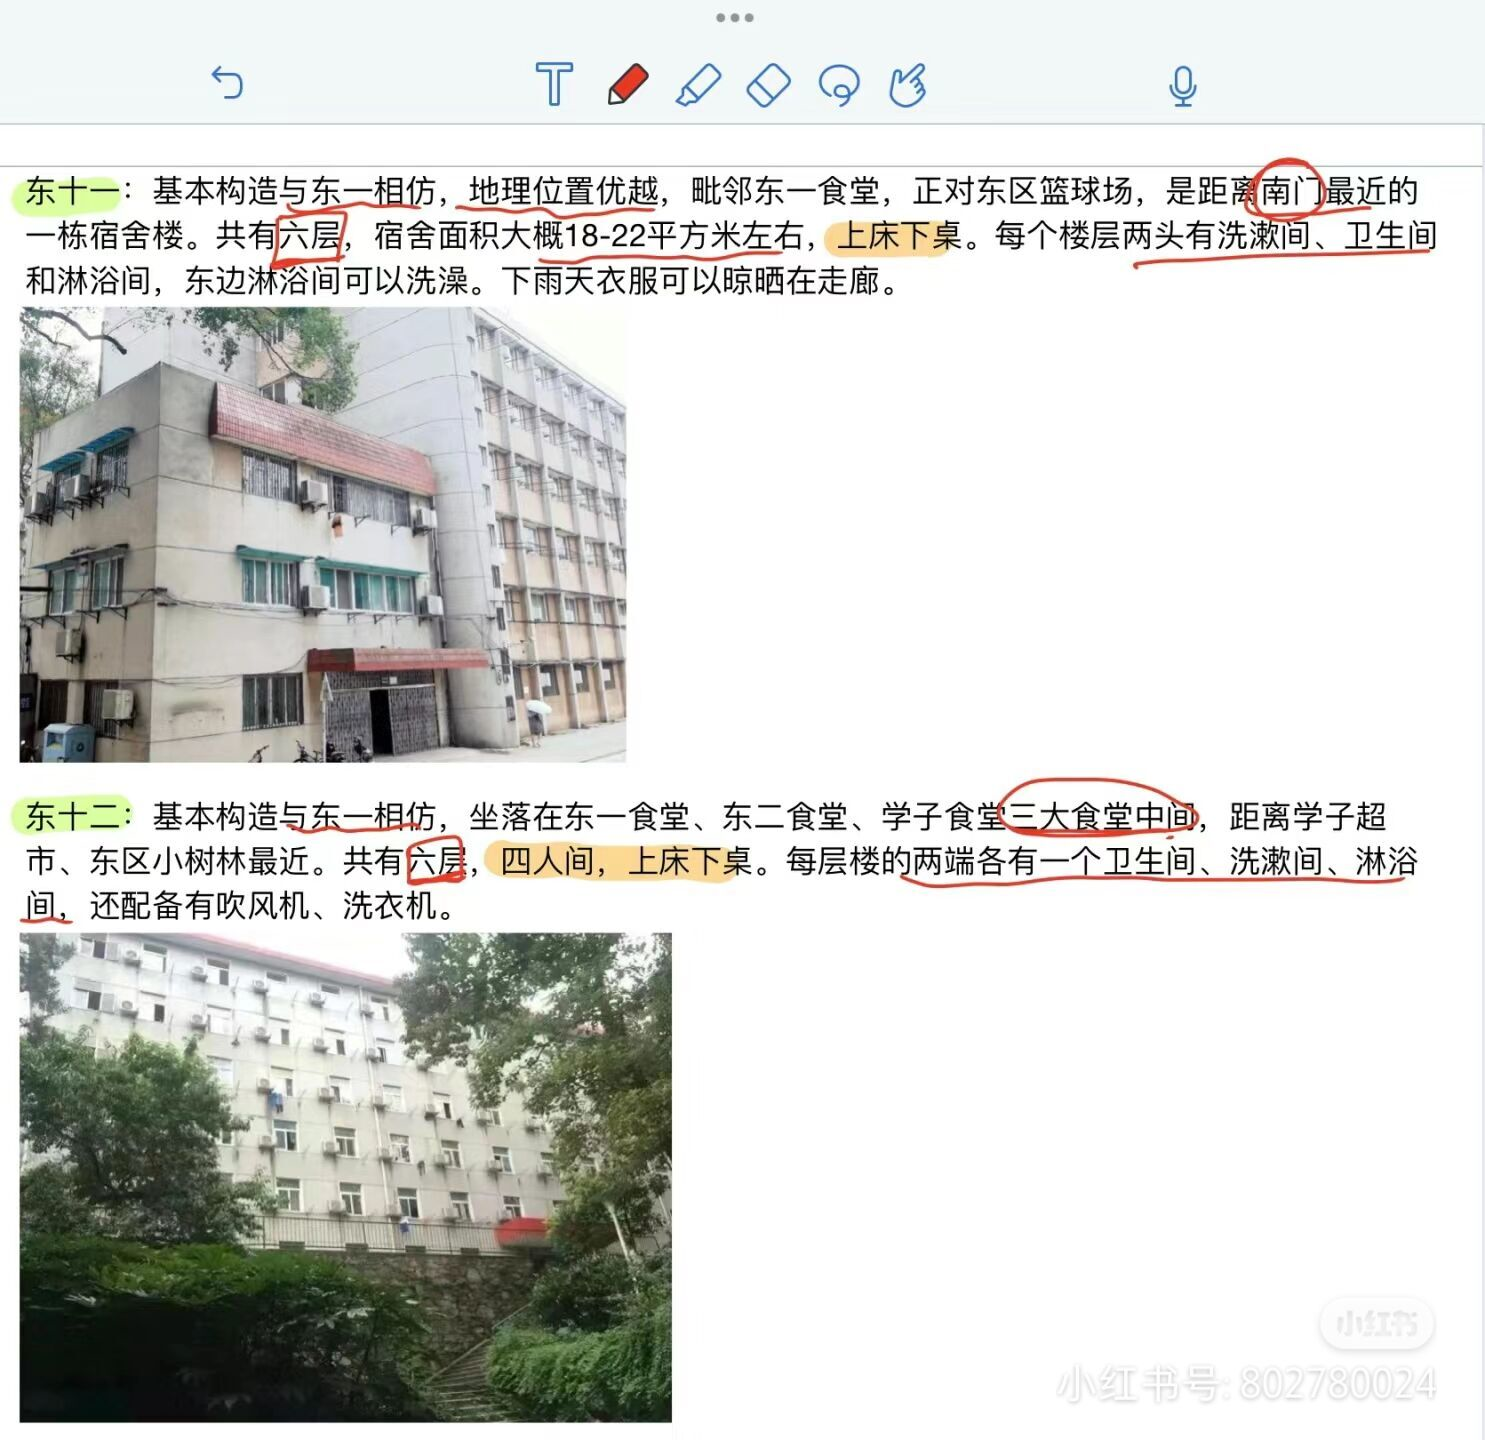 东十一：基本构造与东一相仿，地理位置优越，毗邻东一食堂，正对东区篮球场，是距离南门最近的
一栋宿舍楼。共有六层，宿舍面积大概18-22平方米左右，上床下桌。每个楼层两头有洗漱间、卫生间
和淋浴间，东边淋浴间可以洗澡。下雨天衣服可以晾晒在走廊。
东十二：基本构造与东一相仿，坐落在东一食堂、东二食堂、学子食堂三大食堂中间，距离学子超
市、东区小树林最近。共有六层，四人间，上床下桌。每层楼的两端各有一个卫生间、洗漱间、淋浴
间，还配备有吹风机、洗衣机。
小红书
小红书号: 802780024